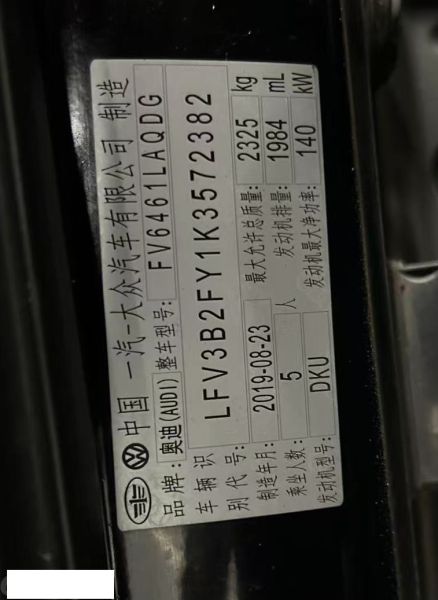 中国 一汽-大众汽车有限公司 制造
品牌: 奥迪(AUDI) 整车型号: FV6461LAQDG
车辆识别代号: LFV3B2FY1K3572382
制造年月: 2019-08-23 最大允许总质量: 2325 kg
乘坐人数: 5 人 发动机排量: 1984 mL
发动机型号: DKU 发动机最大净功率: 140 kW